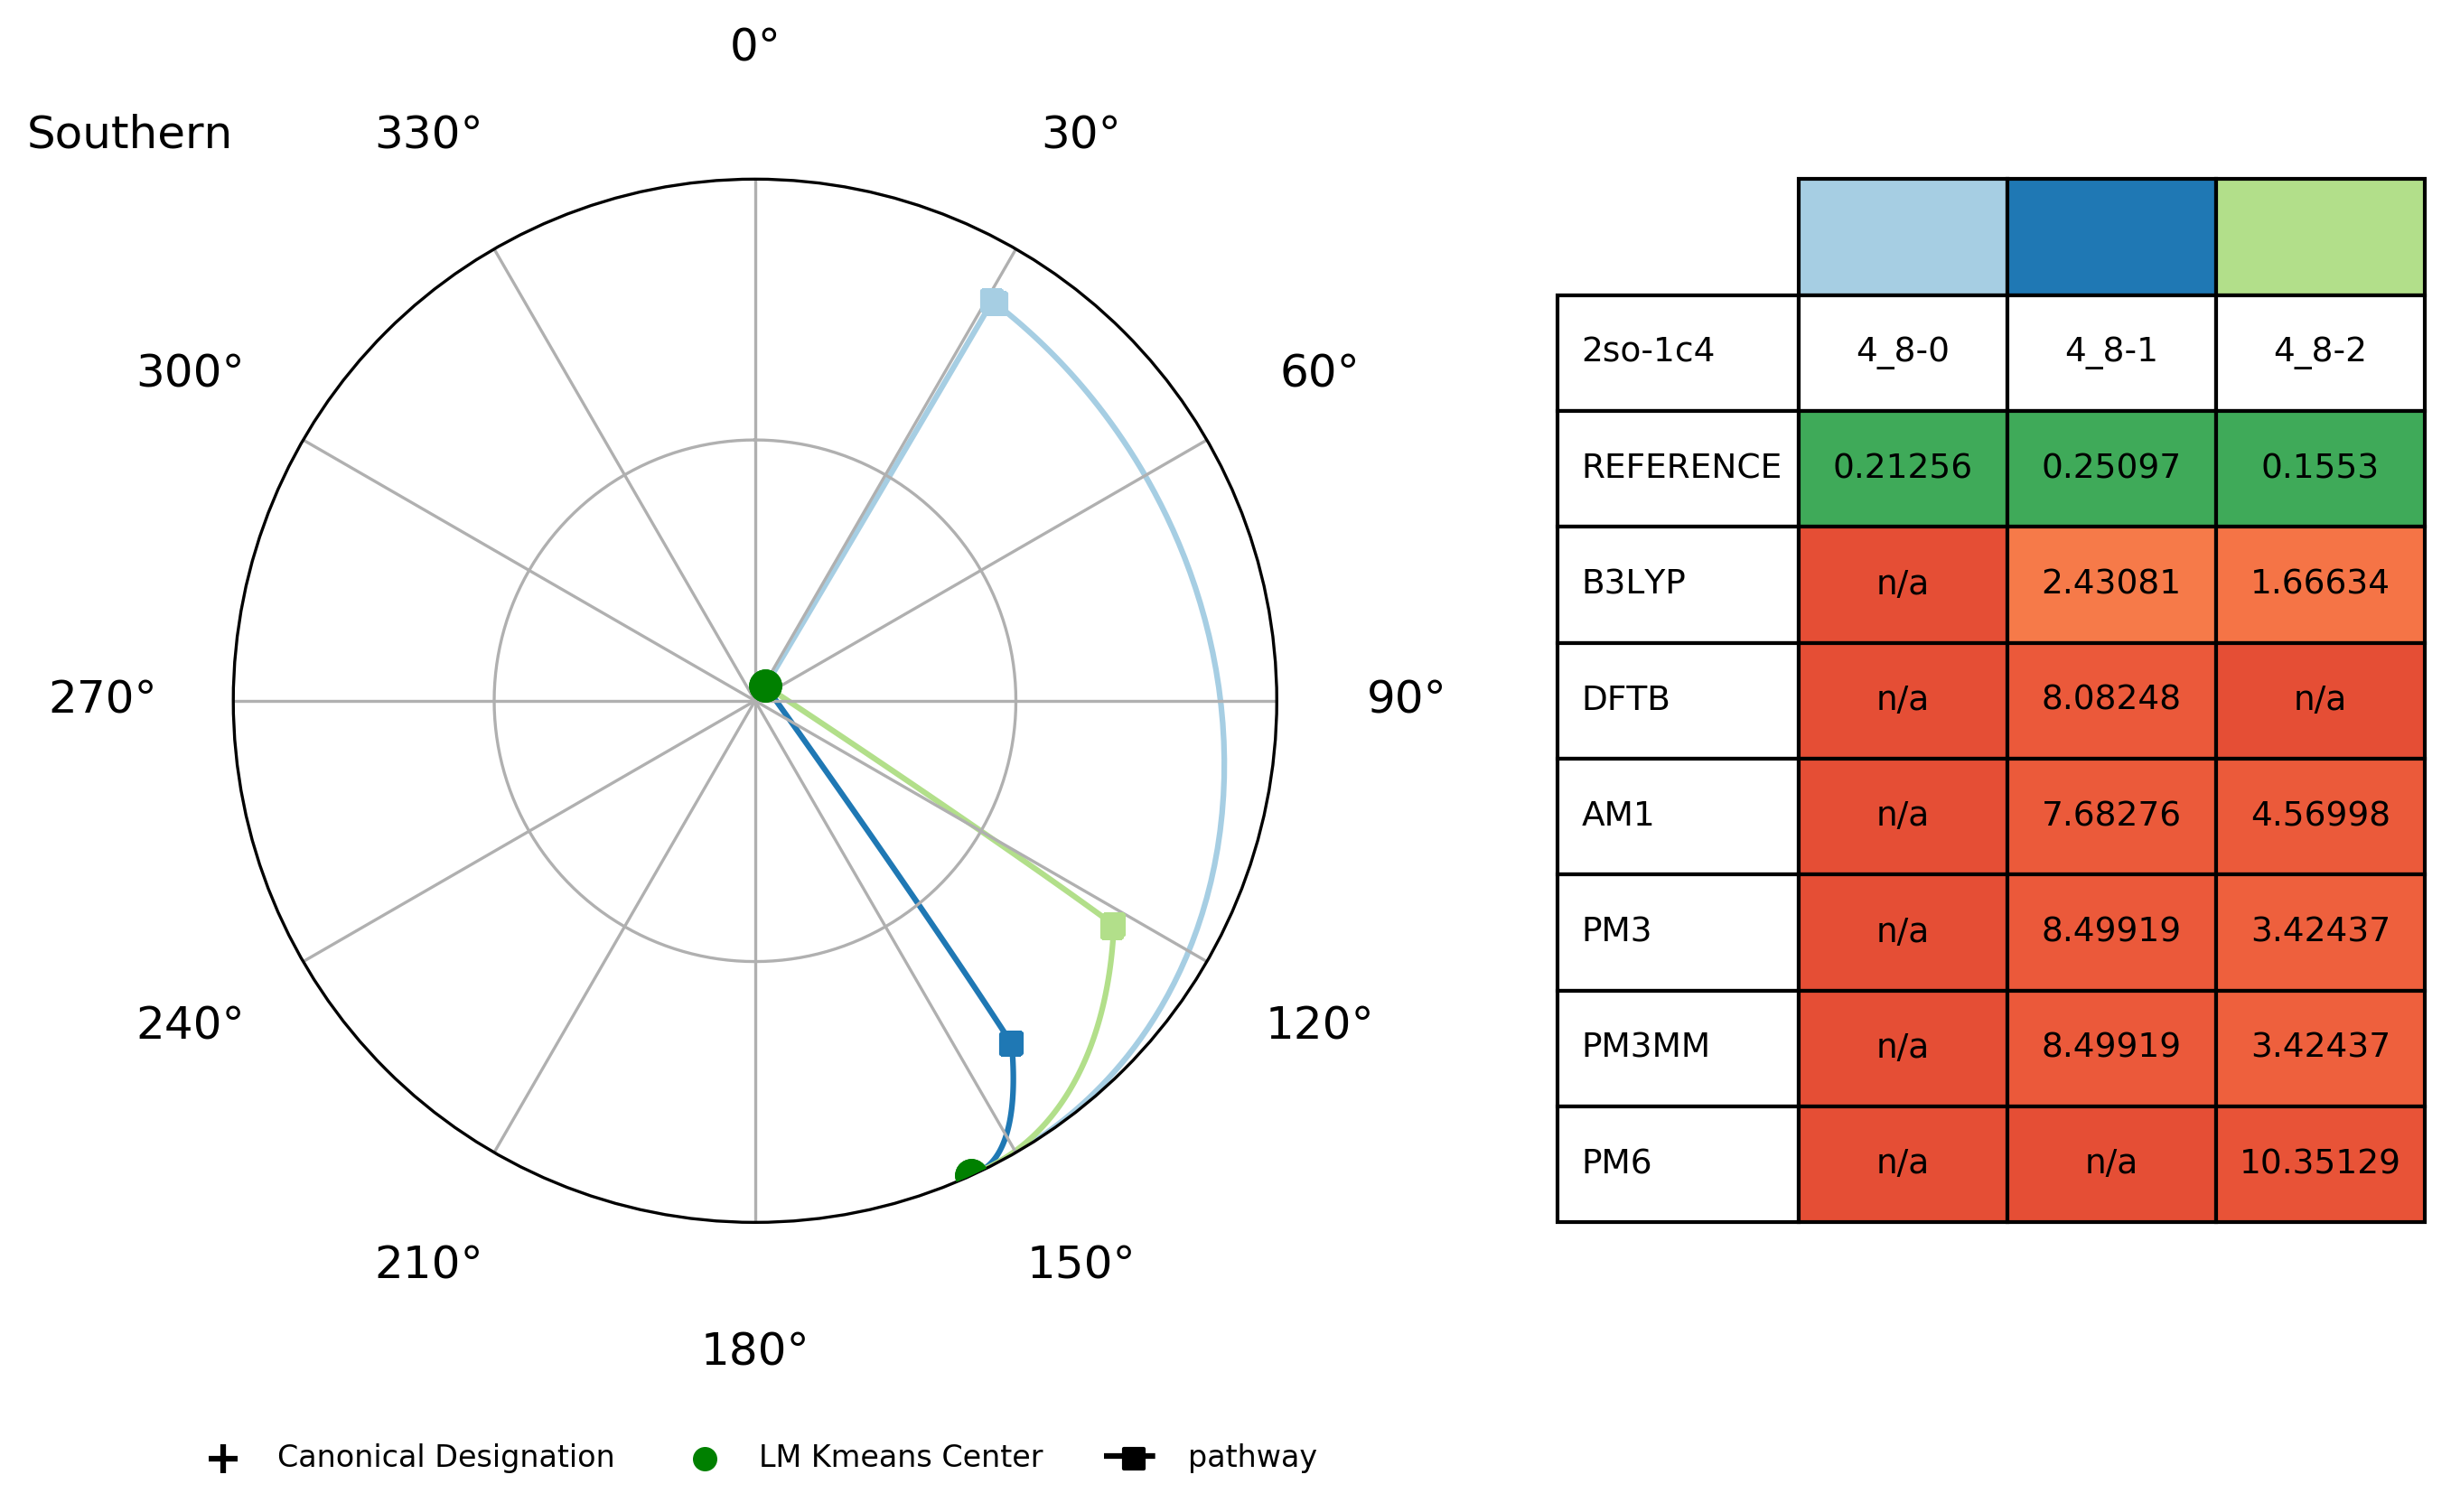 0°
Southern
330°
30°
300°
60°
270°
90°
240°
120°
210°
150°
180°
2so-1c4 4_8-0 4_8-1 4_8-2
REFERENCE 0.21256 0.25097 0.1553
B3LYP n/a 2.43081 1.66634
DFTB n/a 8.08248 n/a
AM1 n/a 7.68276 4.56998
PM3 n/a 8.49919 3.42437
PM3MM n/a 8.49919 3.42437
PM6 n/a n/a 10.35129
Canonical Designation
LM Kmeans Center
pathway